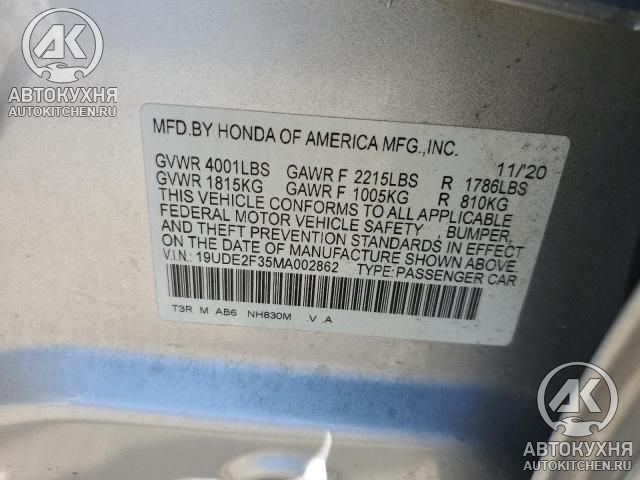 АК
АВТОКУХНЯ
AUTOKITCHEN.RU
MFD.BY HONDA OF AMERICA MFG.,INC.
11/'20
GVWR 4001LBS GAWR F 2215LBS R 1786LBS
GVWR 1815KG GAWR F 1005KG R 810KG
THIS VEHICLE CONFORMS TO ALL APPLICABLE
FEDERAL MOTOR VEHICLE SAFETY , BUMPER,
AND THEFT PREVENTION STANDARDS IN EFFECT
ON THE DATE OF MANUFACTURE SHOWN ABOVE.
V.I.N.: 19UDE2F35MA002862 TYPE: PASSENGER CAR
T3R M AB6 NH830M .V .A
АК
АВТОКУХНЯ
AUTOKITCHEN.RU